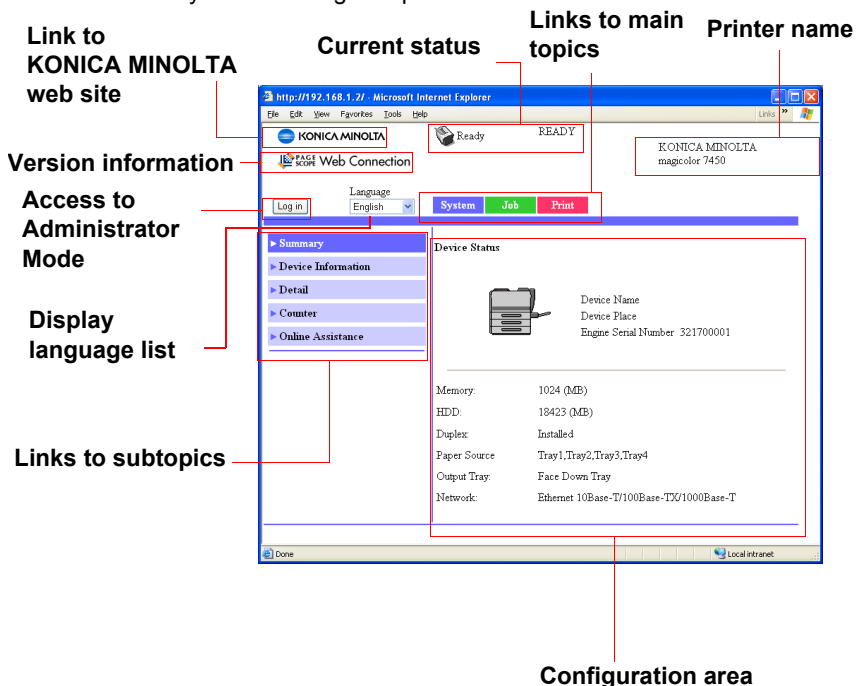 Link to
KONICA MINOLTA
web site
Current status
Links to main
topics
Printer name
http://192.168.1.2/ - Microsoft Internet Explorer
File Edit View Favorites Tools Help
Links »
KONICA MINOLTA
Ready
READY
KONICA MINOLTA
magicolor 7450
Version information
PAGE SCOPE Web Connection
Access to
Administrator
Mode
Language
Log in
English
System
Job
Print
Summary
Device Information
Detail
Counter
Online Assistance
Display
language list
Links to subtopics
Device Status
Device Name
Device Place
Engine Serial Number 321700001
Memory: 1024 (MB)
HDD: 18423 (MB)
Duplex: Installed
Paper Source Tray1,Tray2,Tray3,Tray4
Output Tray: Face Down Tray
Network: Ethernet 10Base-T/100Base-TX/1000Base-T
Done
Local intranet
Configuration area